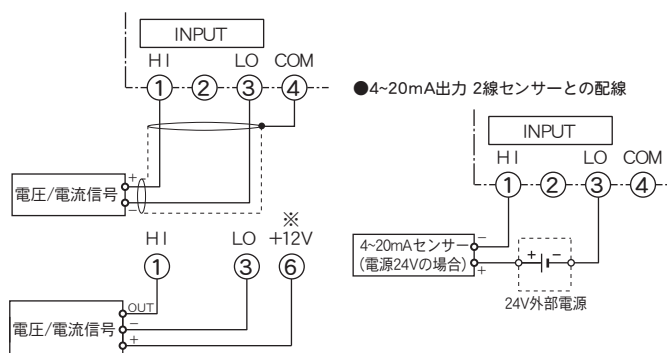 INPUT
HI LO COM
① ② ③ ④
+
電圧/電流信号
−
※
HI LO +12V
① ③ ⑥
OUT
電圧/電流信号
−
+
●4~20mA出力 2線センサーとの配線
INPUT
HI LO COM
① ② ③ ④
−
4~20mAセンサー
(電源24Vの場合)
+
+ −
24V外部電源